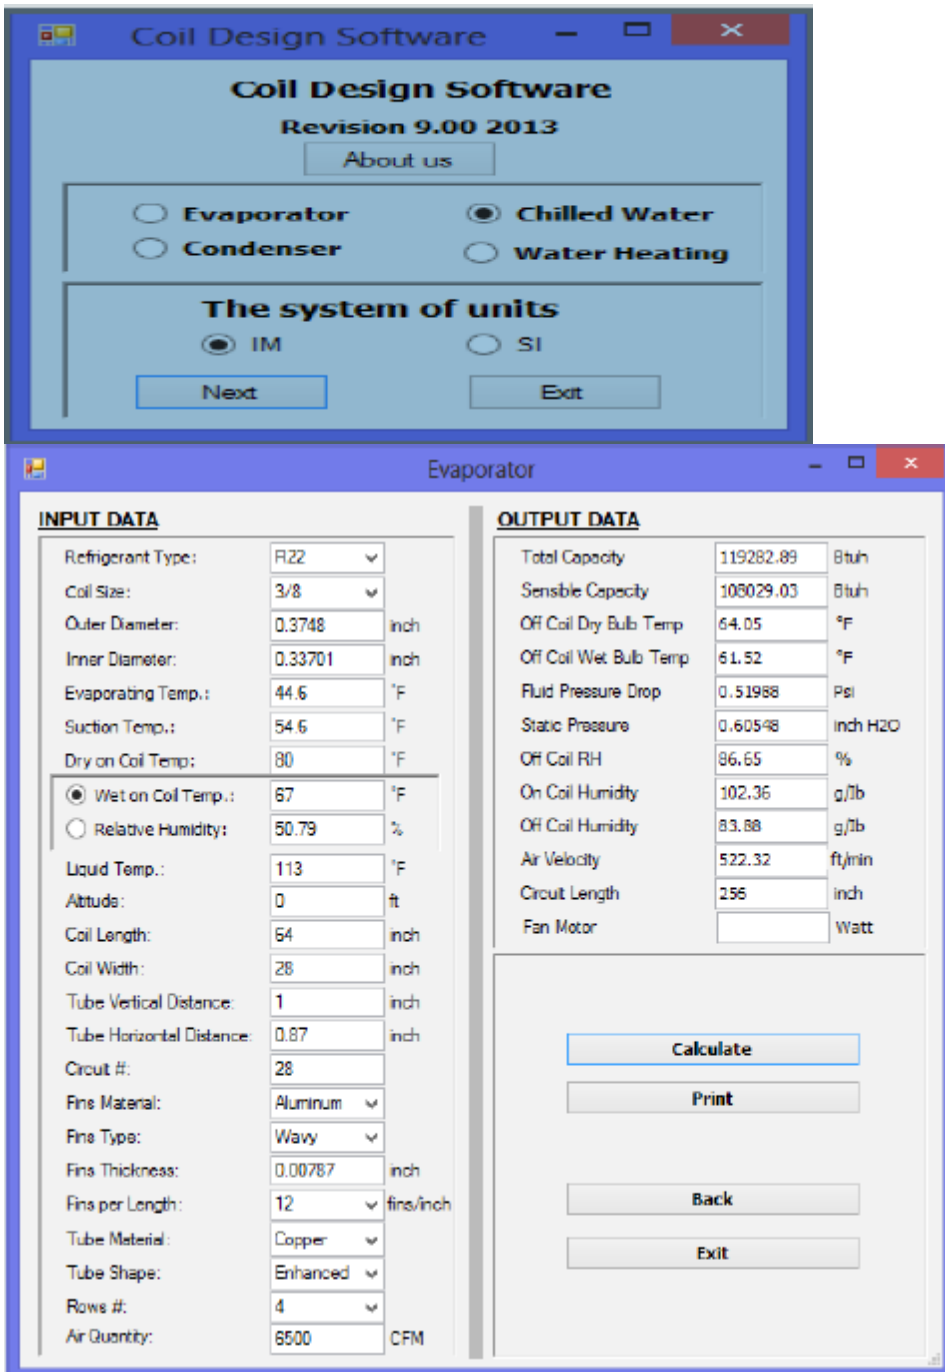 Coil Design Software
Coil Design Software
Revision 9.00 2013
About us
Evaporator Chilled Water
Condenser Water Heating
The system of units
IM SI
Next Exit
Evaporator
INPUT DATA
Refrigerant Type: R22
Coil Size: 3/8
Outer Diameter: 0.3748 inch
Inner Diameter: 0.33701 inch
Evaporating Temp.: 44.6 °F
Suction Temp.: 54.6 °F
Dry on Coil Temp: 80 °F
Wet on Coil Temp.: 67 °F
Relative Humidity: 50.79 %
Liquid Temp.: 113 °F
Altitude: 0 ft
Coil Length: 64 inch
Coil Width: 28 inch
Tube Vertical Distance: 1 inch
Tube Horizontal Distance: 0.87 inch
Circuit #: 28
Fins Material: Aluminum
Fins Type: Wavy
Fins Thickness: 0.00787 inch
Fins per Length: 12 fins/inch
Tube Material: Copper
Tube Shape: Enhanced
Rows #: 4
Air Quantity: 6500 CFM
OUTPUT DATA
Total Capacity 119282.89 Btuh
Sensible Capacity 108029.03 Btuh
Off Coil Dry Bulb Temp 64.05 °F
Off Coil Wet Bulb Temp 61.52 °F
Fluid Pressure Drop 0.51988 Psi
Static Pressure 0.60548 inch H2O
Off Coil RH 86.65 %
On Coil Humidity 102.36 g/lb
Off Coil Humidity 83.88 g/lb
Air Velocity 522.32 ft/min
Circuit Length 256 inch
Fan Motor Watt
Calculate
Print
Back
Exit